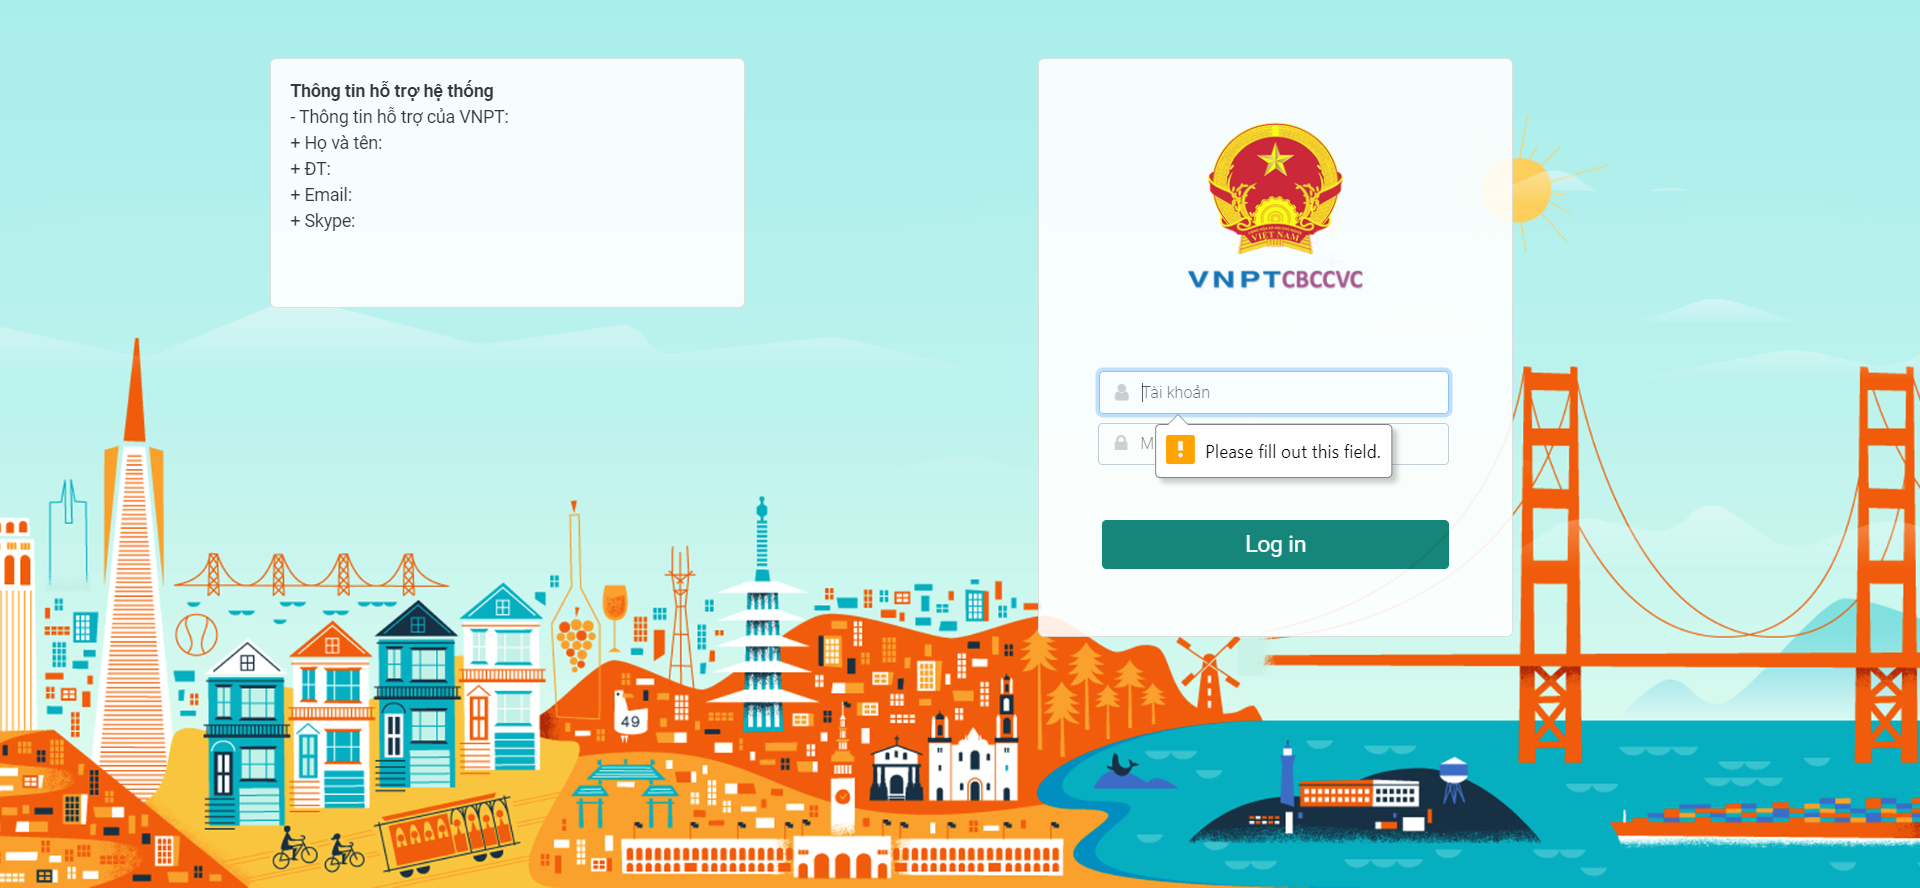 Thông tin hỗ trợ hệ thống
- Thông tin hỗ trợ của VNPT:
+ Họ và tên:
+ ĐT:
+ Email:
+ Skype:
VIỆT NAM
VNPTCBCCVC
Tài khoản
M
Please fill out this field.
Log in
49